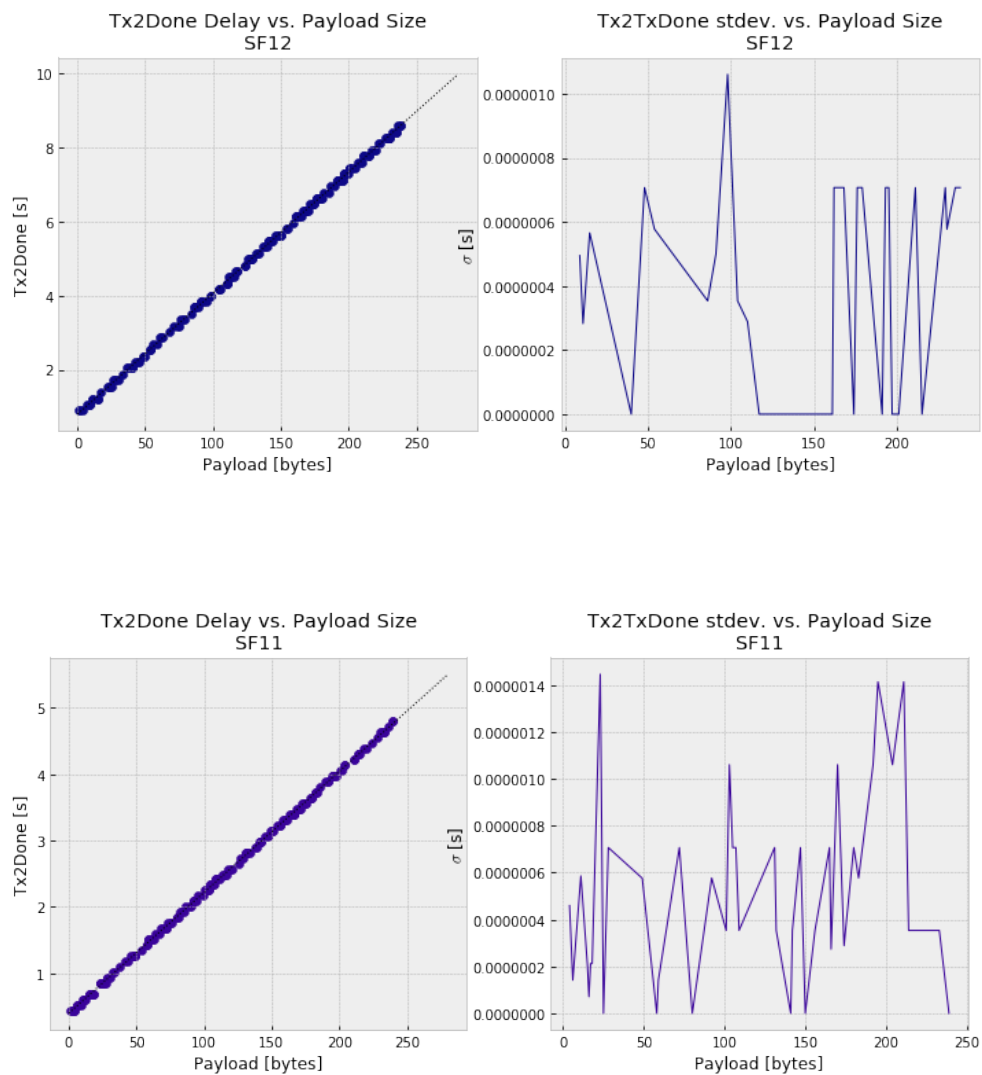 Tx2Done Delay vs. Payload Size
SF12
10
8
6
4
2
Tx2Done [s]
0 50 100 150 200 250
Payload [bytes]
Tx2TxDone stdev. vs. Payload Size
SF12
0.0000010
0.0000008
0.0000006
0.0000004
0.0000002
0.0000000
σ [s]
0 50 100 150 200
Payload [bytes]
Tx2Done Delay vs. Payload Size
SF11
5
4
3
2
1
Tx2Done [s]
0 50 100 150 200 250
Payload [bytes]
Tx2TxDone stdev. vs. Payload Size
SF11
0.0000014
0.0000012
0.0000010
0.0000008
0.0000006
0.0000004
0.0000002
0.0000000
σ [s]
0 50 100 150 200 250
Payload [bytes]